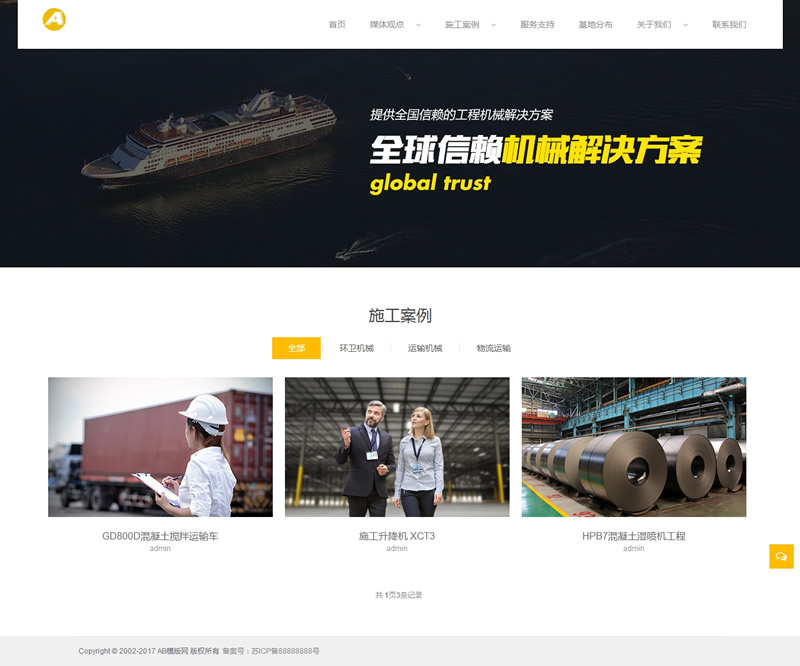 A
首页 媒体观点 施工案例 服务支持 基地分布 关于我们 联系我们
提供全国信赖的工程机械解决方案
全球信赖机械解决方案
global trust
施工案例
全部 环卫机械 运输机械 物流运输
GD800D混凝土搅拌运输车 施工升降机 XCT3 HPB7混凝土湿喷机工程
admin admin admin
共 1页3条记录
Copyright © 2002-2017 AB模版网 版权所有 备案号：苏ICP备88888888号